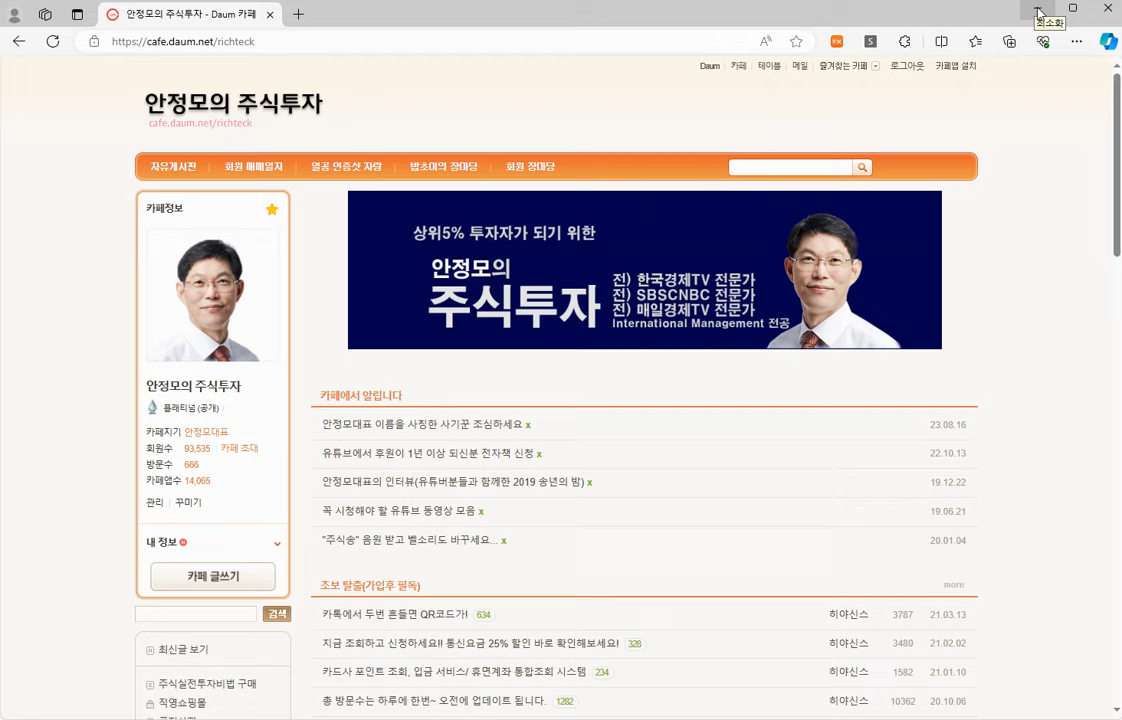 안정모의 주식투자 - Daum 카페
최소화
https://cafe.daum.net/richteck
Daum 카페 테이블 메일 즐겨찾는 카페 로그아웃 카페앱 설치
안정모의 주식투자
cafe.daum.net/richteck
자유게시판 회원 매매일지 열공 인증샷 자랑 밥초이의 장마당 회원 장마당
카페정보
안정모의 주식투자
플래티넘 (공개)
카페지기 안정모대표
회원수 93,535 카페 초대
방문수 666
카페앱수 14,065
관리 꾸미기
내 정보
카페 글쓰기
검색
최신글 보기
주식실전투자비법 구매
직영쇼핑몰
상위5% 투자자가 되기 위한
안정모의
주식투자
전) 한국경제TV 전문가
전) SBSCNBC 전문가
전) 매일경제TV 전문가
International Management 전공
카페에서 알립니다
안정모대표 이름을 사칭한 사기꾼 조심하세요 x 23.08.16
유튜브에서 후원이 1년 이상 되신분 전자책 신청 x 22.10.13
안정모대표의 인터뷰(유튜버분들과 함께한 2019 송년의 밤) x 19.12.22
꼭 시청해야 할 유튜브 동영상 모음 x 19.06.21
"주식송" 음원 받고 벨소리도 바꾸세요... x 20.01.04
초보 탈출(가입후 필독) more
카톡에서 두번 흔들면 QR코드가! 634 히야신스 3787 21.03.13
지금 조회하고 신청하세요!! 통신요금 25% 할인 바로 확인해보세요! 328 히야신스 3480 21.02.02
카드사 포인트 조회, 입금 서비스/ 휴면계좌 통합조회 시스템 234 히야신스 1582 21.01.10
총 방문수는 하루에 한번~ 오전에 업데이트 됩니다. 1282 히야신스 10362 20.10.06